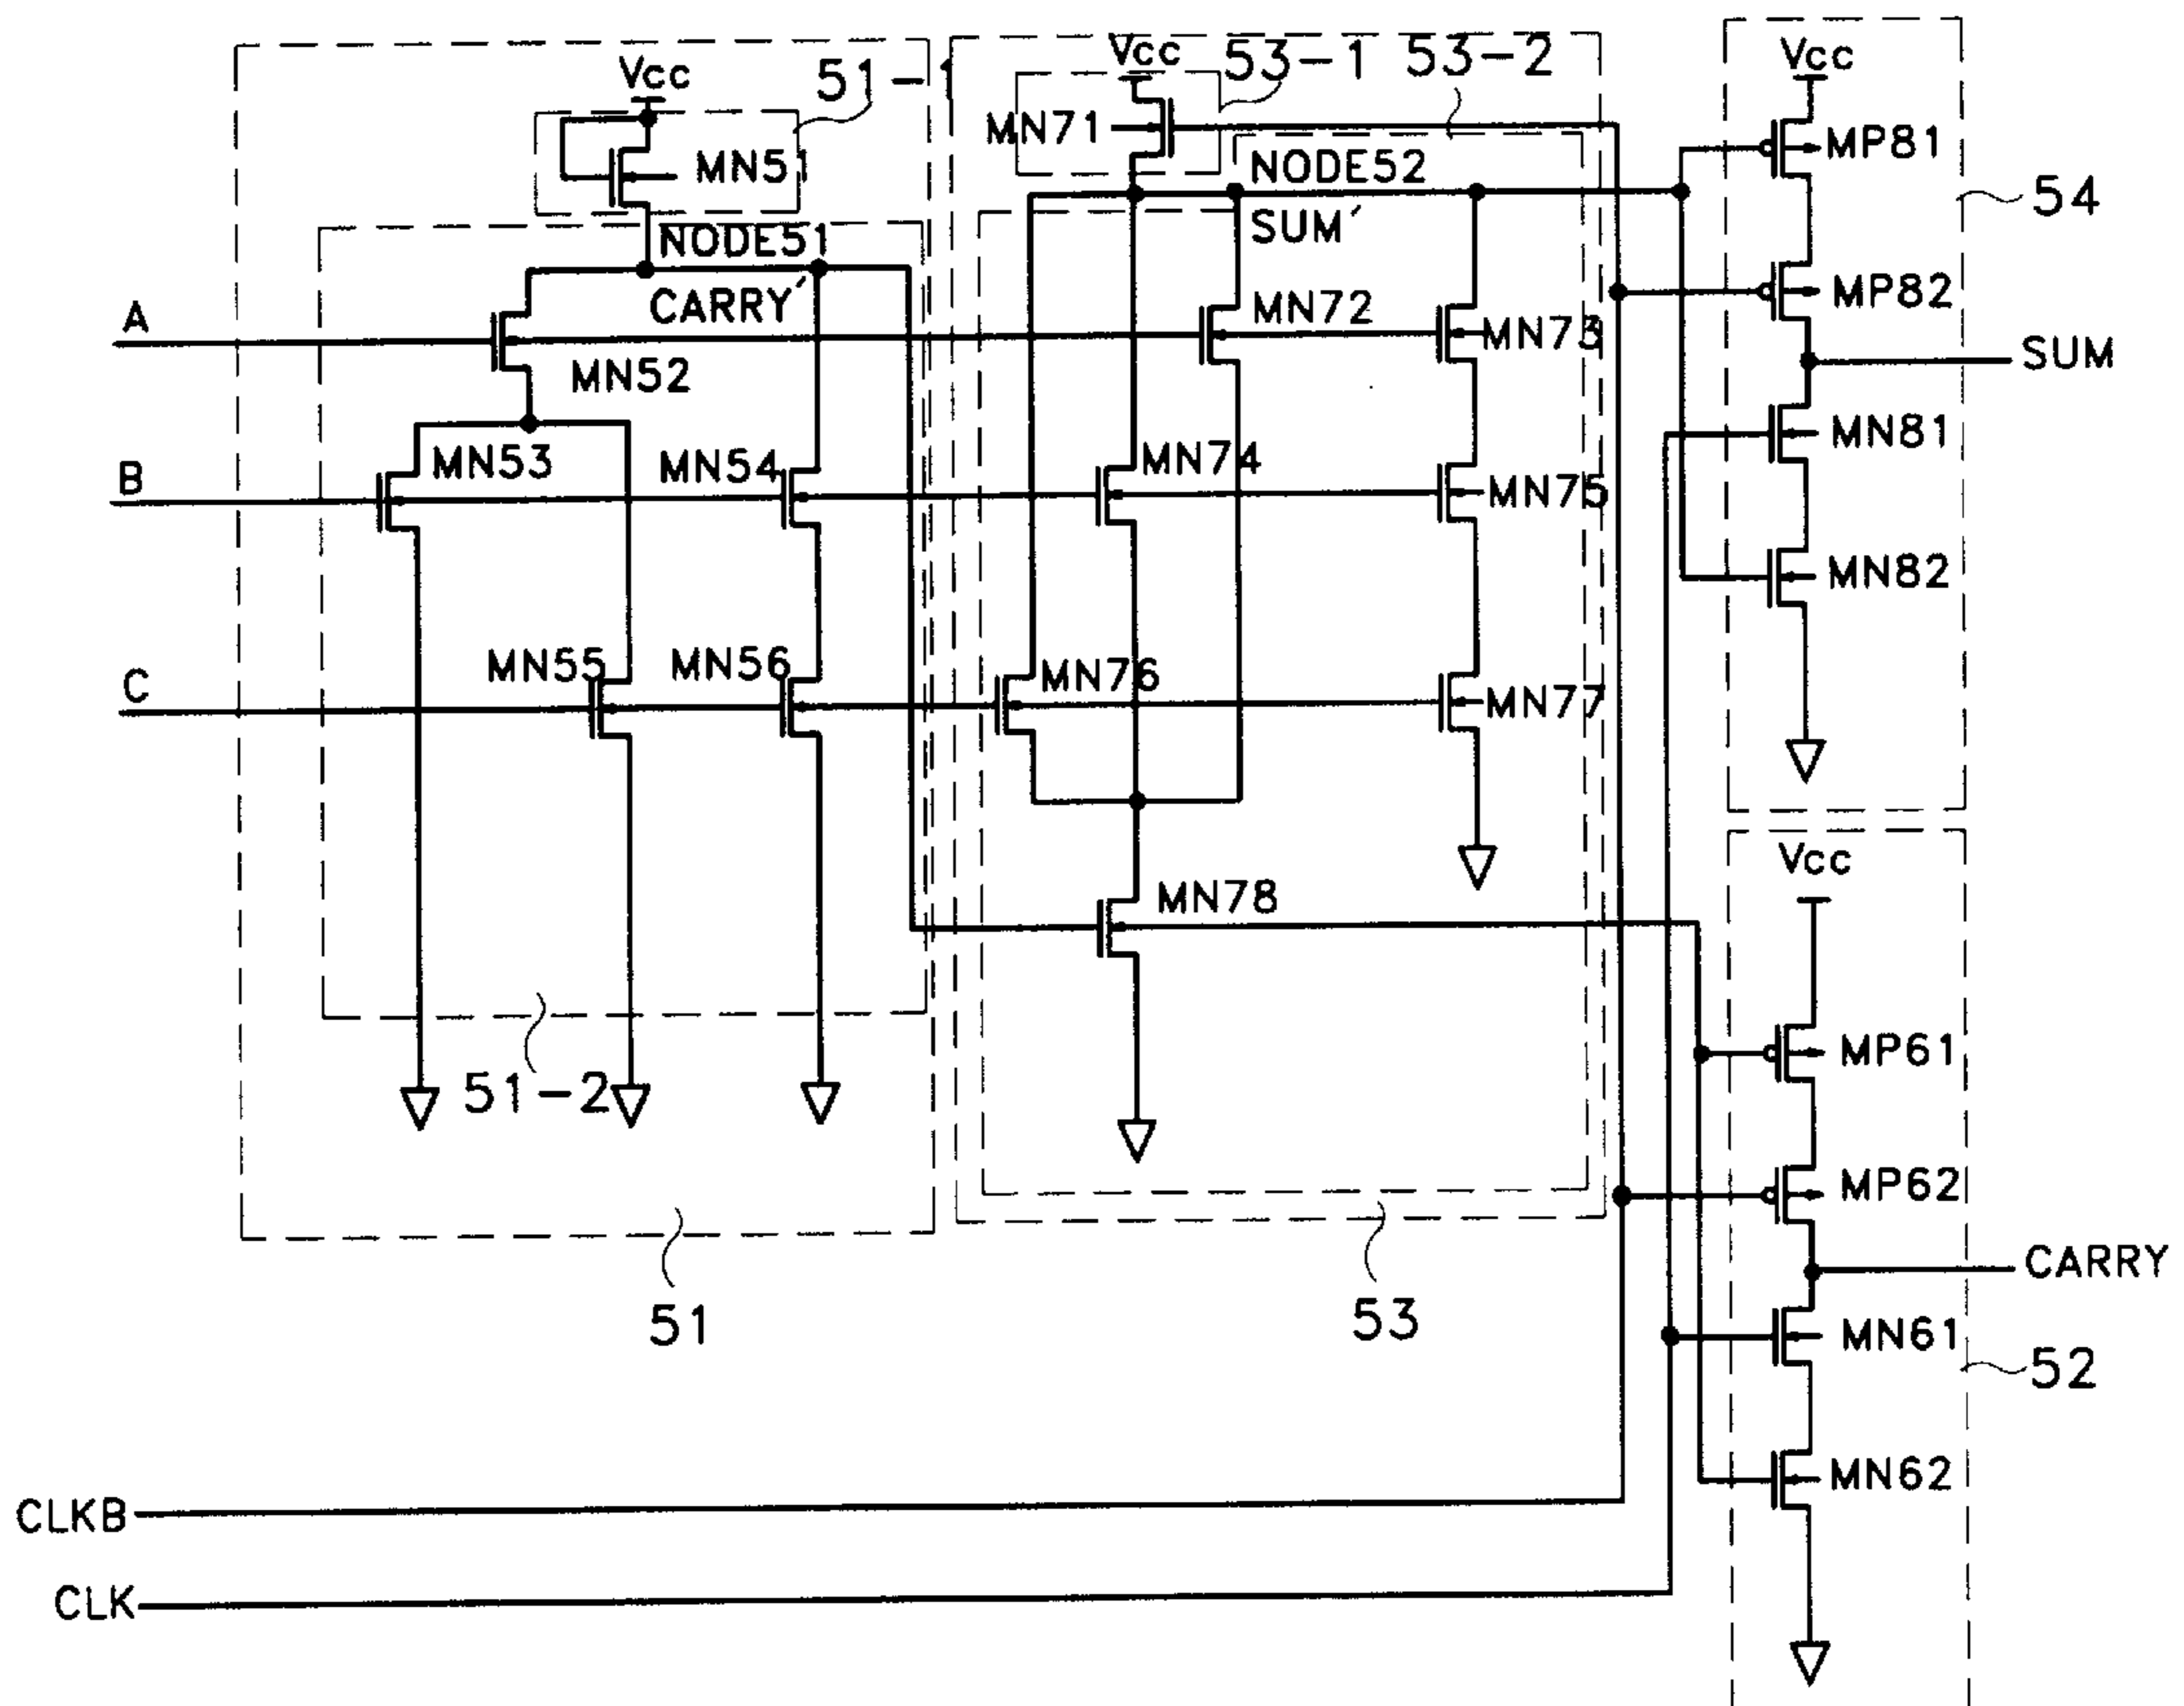 Vcc
51-1
Vcc
53-1
53-2
Vcc
MN71
MN51
MP81
NODE52
54
NODE51
SUM′
CARRY′
MN72
MP82
A
MN73
SUM
MN52
MN53
MN54
MN74
MN81
B
MN75
MN82
MN55
MN56
MN76
C
MN77
Vcc
MN78
51-2
MP61
MP62
CARRY
51
53
MN61
52
MN62
CLKB
CLK